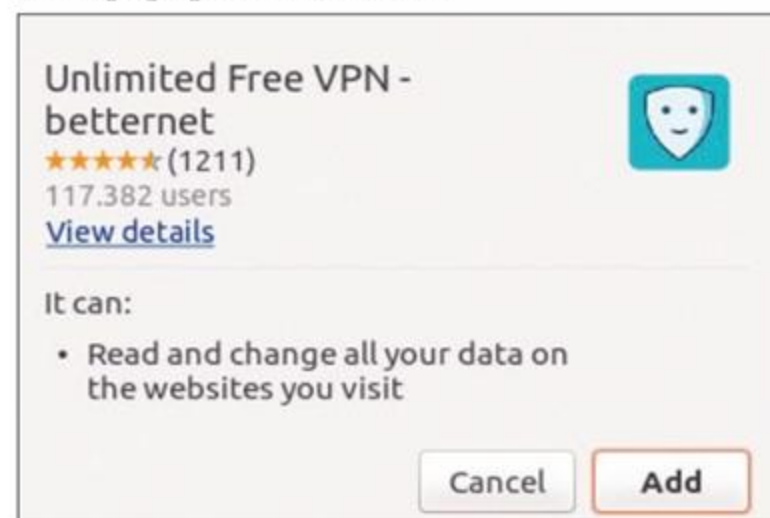 Unlimited Free VPN -
betternet
(1211)
117.382 users
View details
It can:
• Read and change all your data on
the websites you visit
Cancel
Add